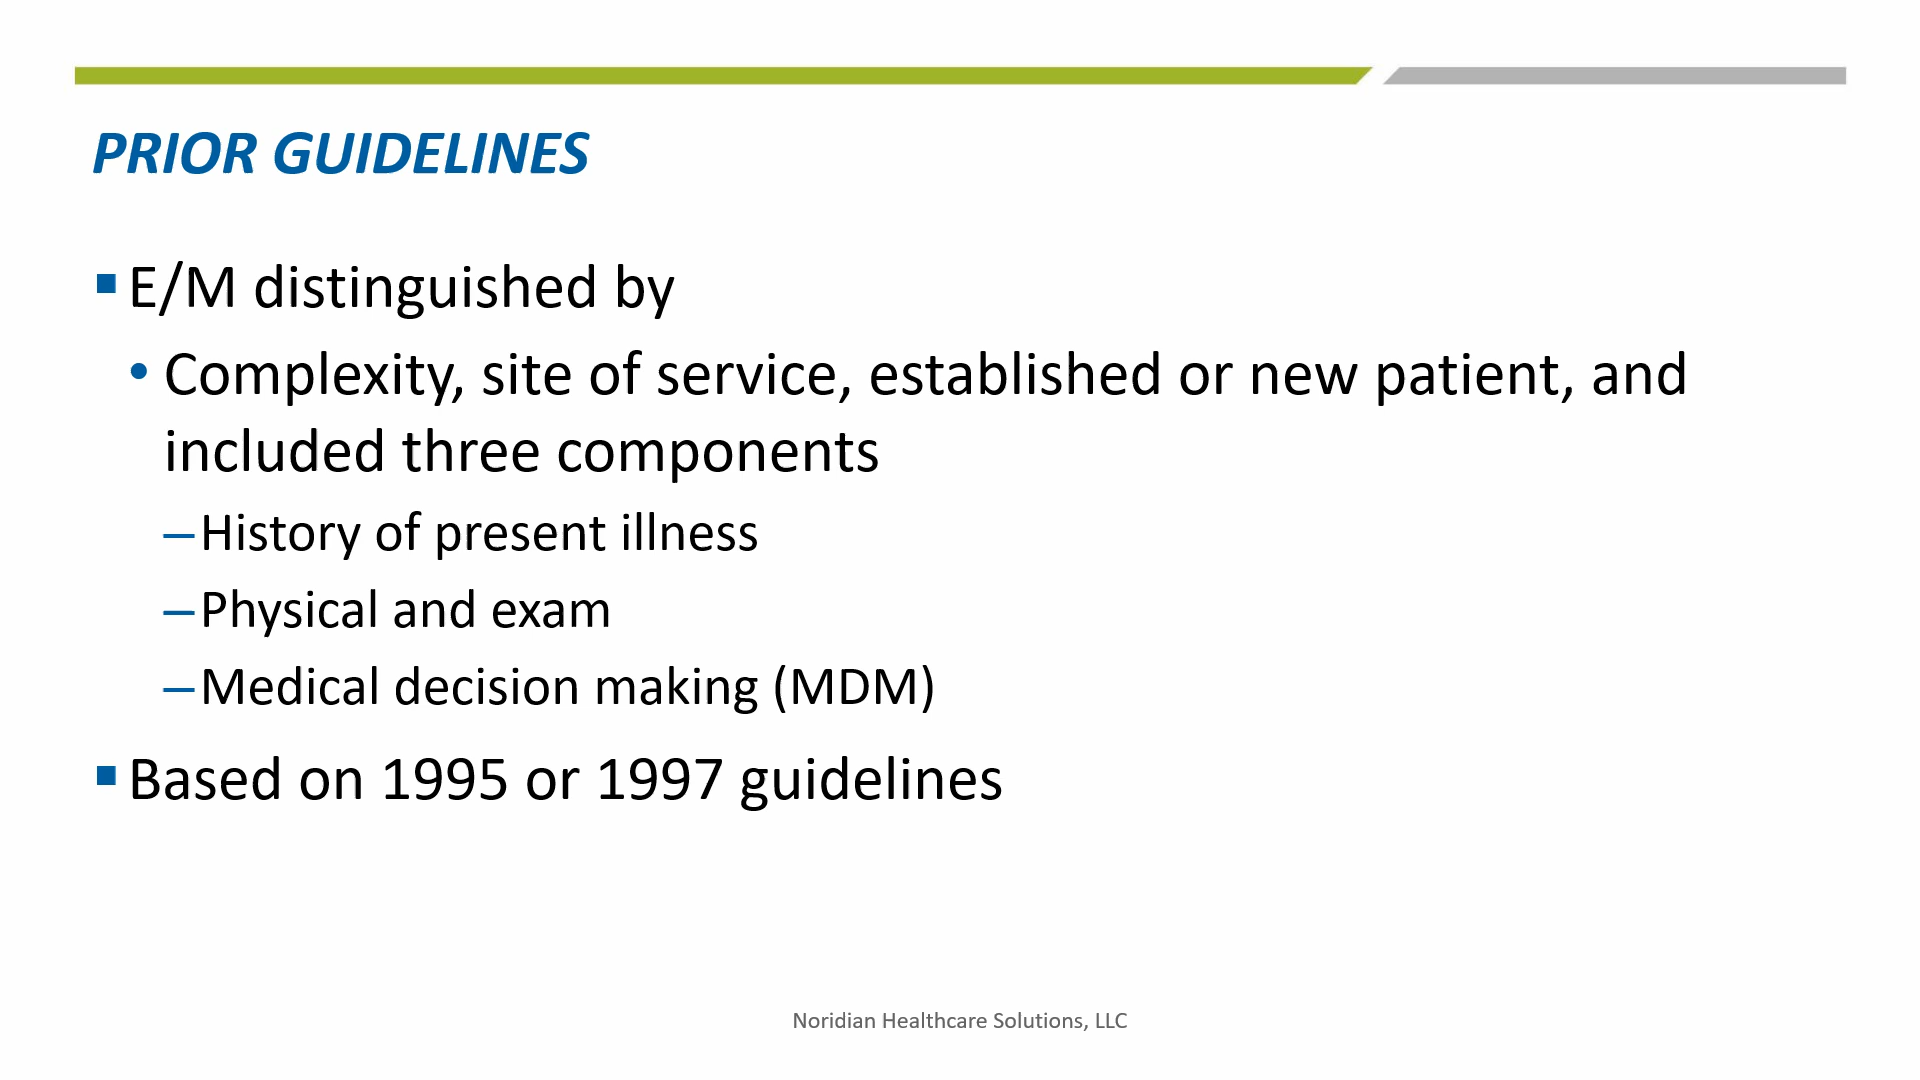 PRIOR GUIDELINES
▪ E/M distinguished by
• Complexity, site of service, established or new patient, and
included three components
–History of present illness
–Physical and exam
–Medical decision making (MDM)
▪ Based on 1995 or 1997 guidelines
Noridian Healthcare Solutions, LLC